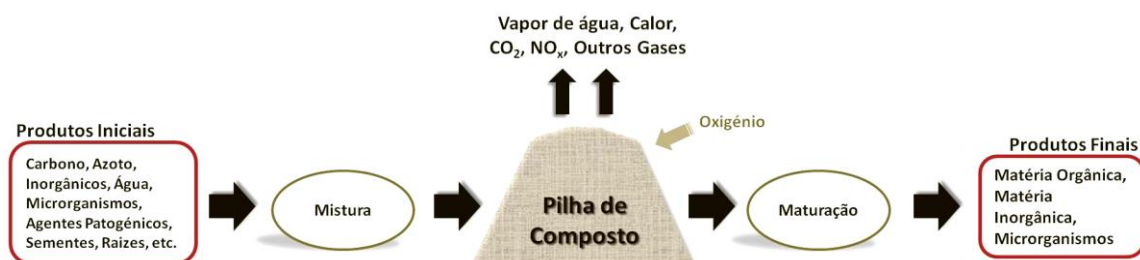 Vapor de água, Calor,
CO₂, NOₓ, Outros Gases
Oxigénio
Produtos Iniciais
Carbono, Azoto,
Inorgânicos, Água,
Microrganismos,
Agentes Patogénicos,
Sementes, Raizes, etc.
Mistura
Pilha de
Composto
Maturação
Produtos Finais
Matéria Orgânica,
Matéria
Inorgânica,
Microrganismos